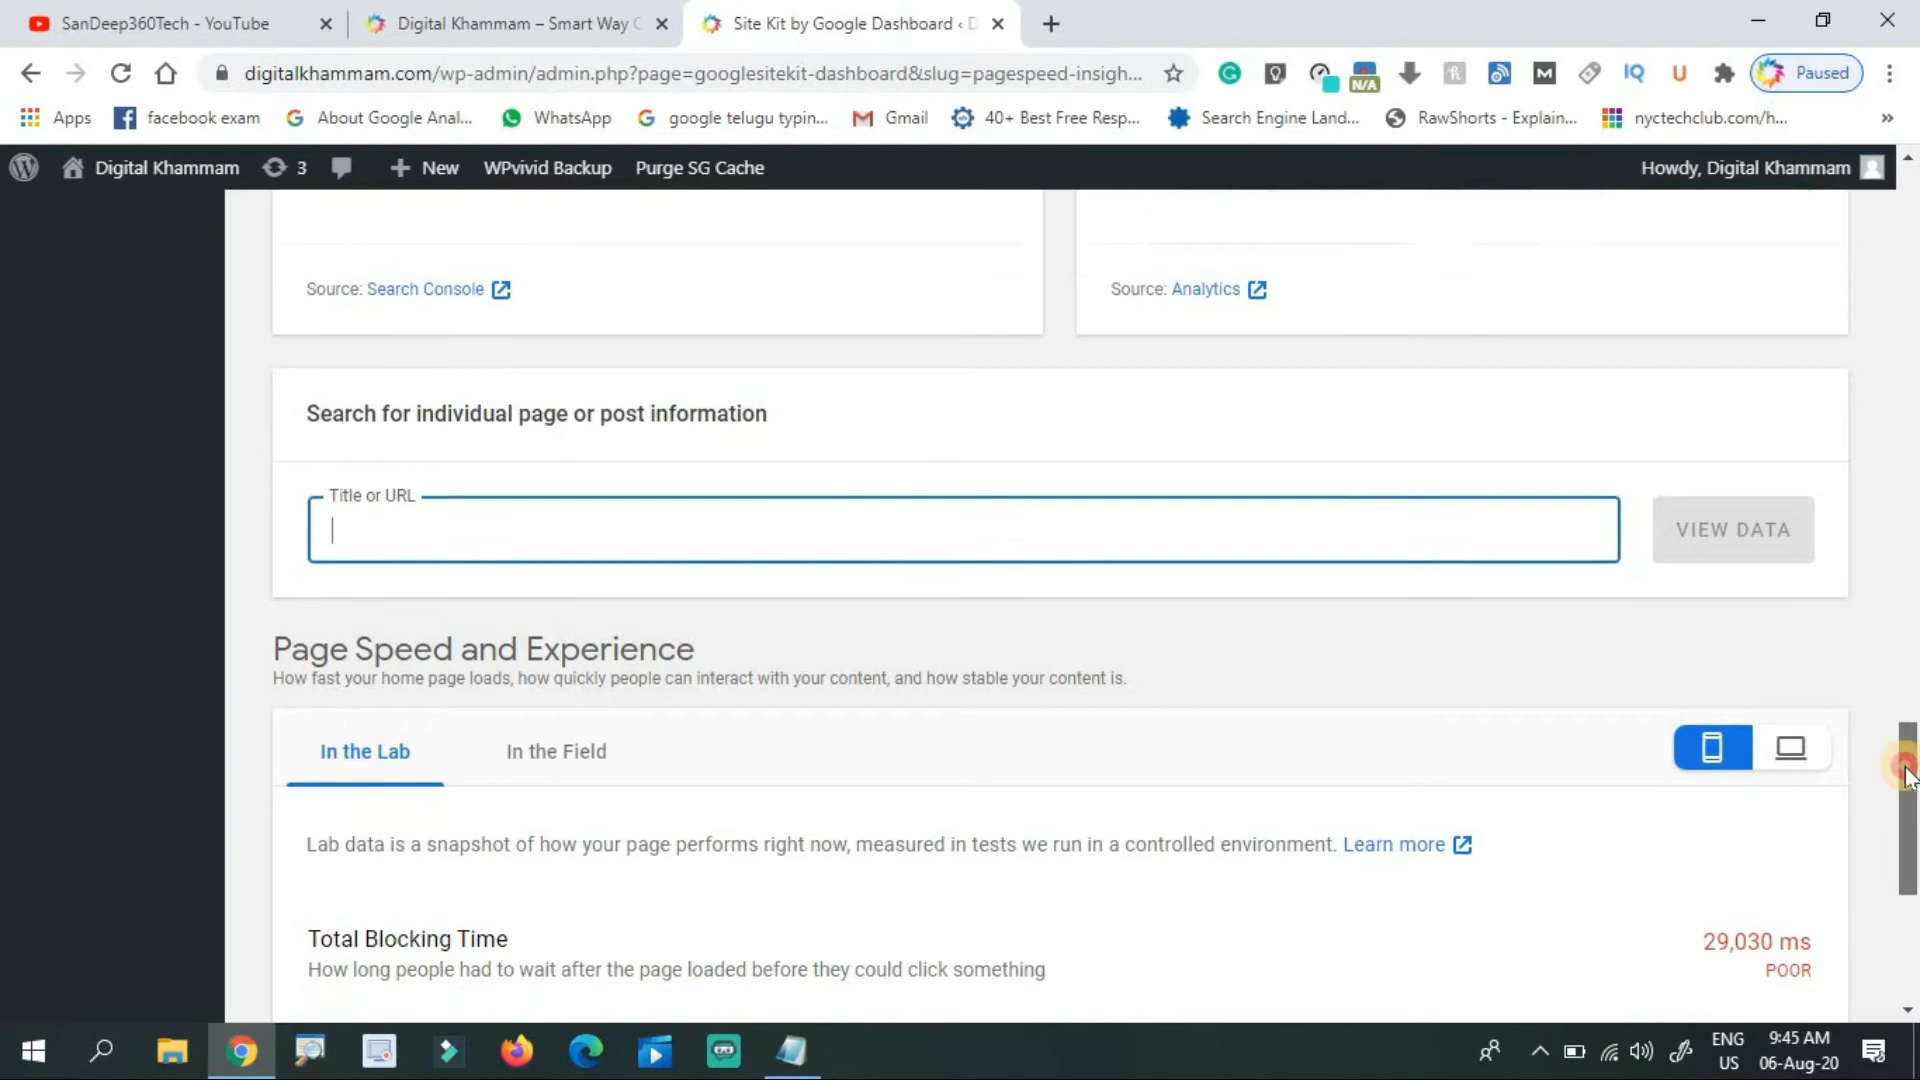 SanDeep360Tech - YouTube
Digital Khammam – Smart Way
Site Kit by Google Dashboard ‹ D
digitalkhammam.com/wp-admin/admin.php?page=googlesitekit-dashboard&slug=pagespeed-insigh...
N/A
IQ
U
M
Paused
Apps
facebook exam
About Google Anal...
WhatsApp
google telugu typin...
Gmail
40+ Best Free Resp...
Search Engine Land...
RawShorts - Explain...
nyctechclub.com/h...
»
Digital Khammam
3
New
WPvivid Backup
Purge SG Cache
Howdy, Digital Khammam
Source: Search Console
Source: Analytics
Search for individual page or post information
Title or URL
VIEW DATA
Page Speed and Experience
How fast your home page loads, how quickly people can interact with your content, and how stable your content is.
In the Lab
In the Field
Lab data is a snapshot of how your page performs right now, measured in tests we run in a controlled environment. Learn more
Total Blocking Time
29,030 ms
How long people had to wait after the page loaded before they could click something
POOR
ENG
US
9:45 AM
06-Aug-20